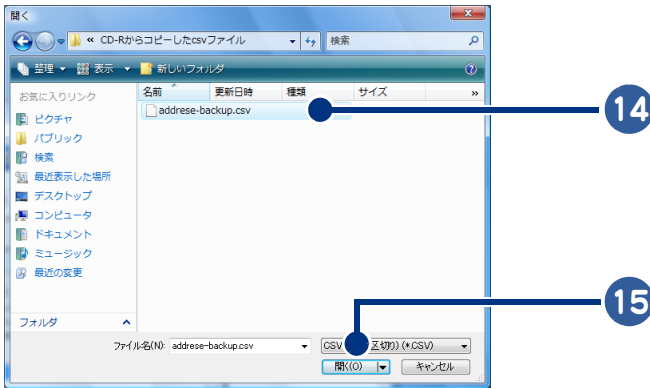 開く
« CD-Rからコピーしたcsvファイル
検索
整理 表示 新しいフォルダ
お気に入りリンク
名前 更新日時 種類 サイズ »
addrese-backup.csv
14
ピクチャ
パブリック
検索
最近表示した場所
デスクトップ
コンピュータ
ドキュメント
ミュージック
最近の変更
15
フォルダ
ファイル名(N): addrese-backup.csv
CSV 区切り) (*.CSV)
開く(O) キャンセル